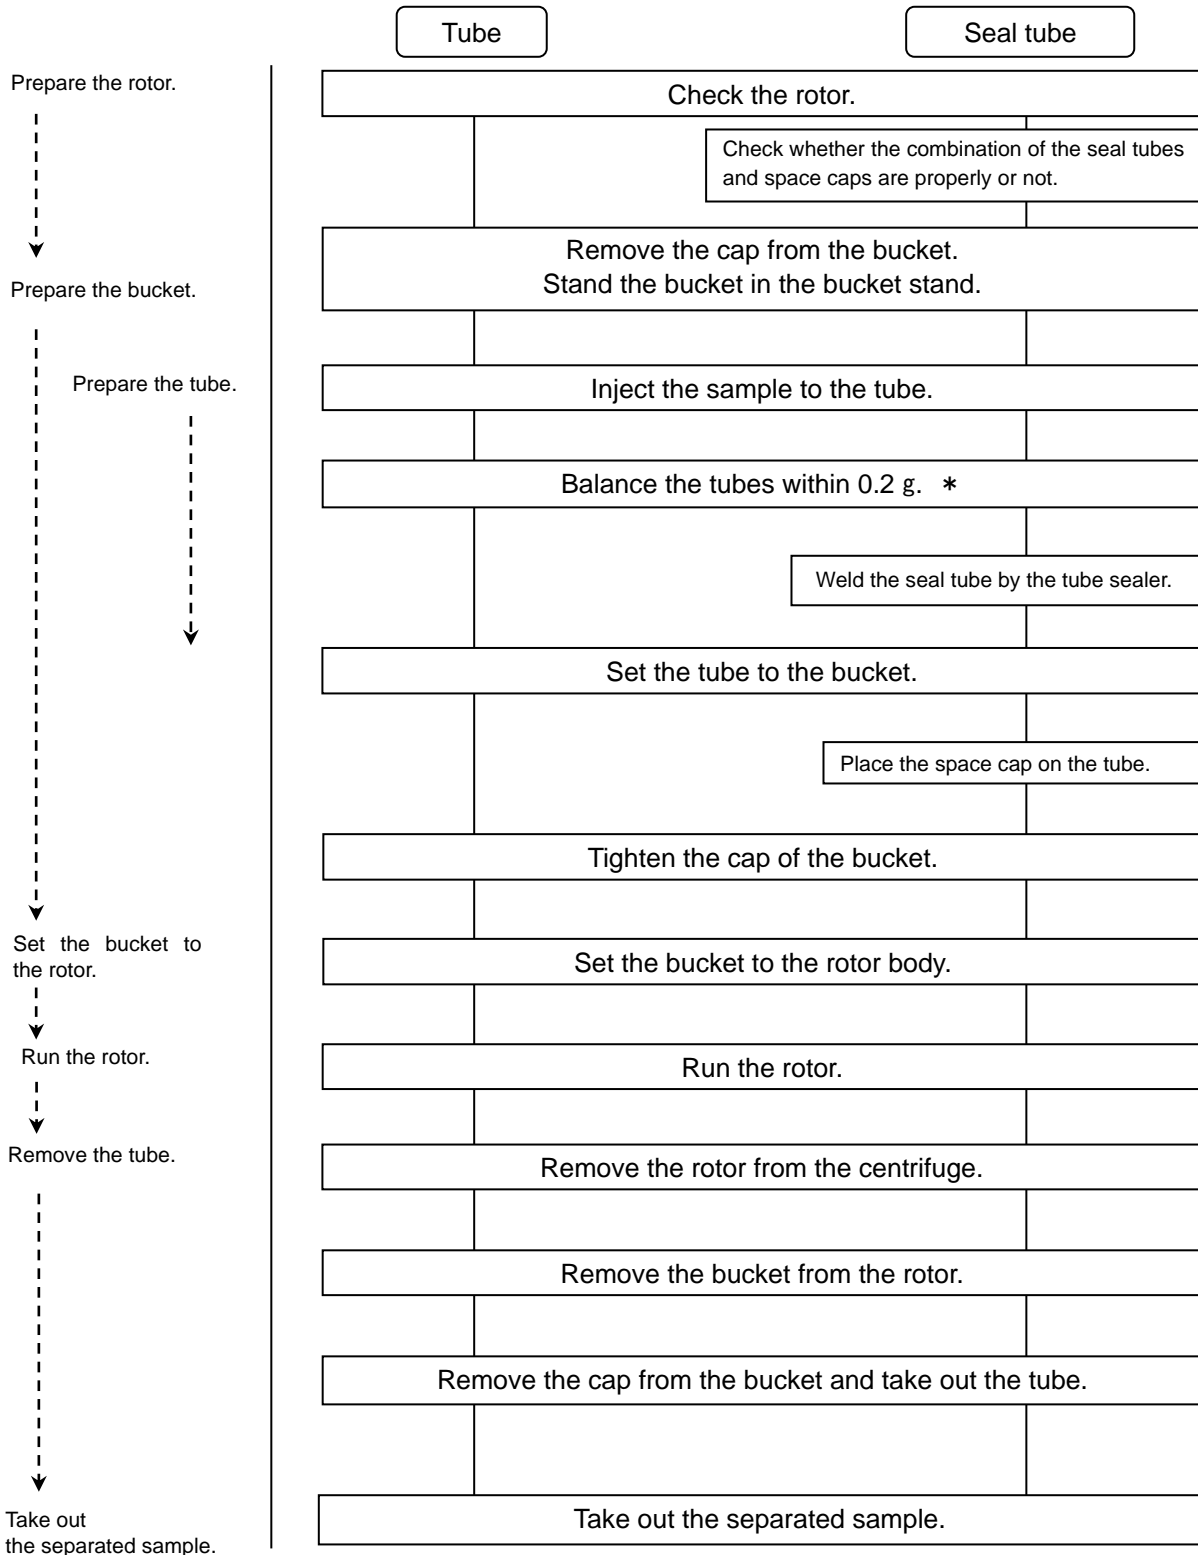 Tube
Seal tube
Prepare the rotor.
Check the rotor.
Check whether the combination of the seal tubes
and space caps are properly or not.
Remove the cap from the bucket.
Stand the bucket in the bucket stand.
Prepare the bucket.
Prepare the tube.
Inject the sample to the tube.
Balance the tubes within 0.2 g. *
Weld the seal tube by the tube sealer.
Set the tube to the bucket.
Place the space cap on the tube.
Tighten the cap of the bucket.
Set the bucket to
the rotor.
Set the bucket to the rotor body.
Run the rotor.
Run the rotor.
Remove the tube.
Remove the rotor from the centrifuge.
Remove the bucket from the rotor.
Remove the cap from the bucket and take out the tube.
Take out
the separated sample.
Take out the separated sample.